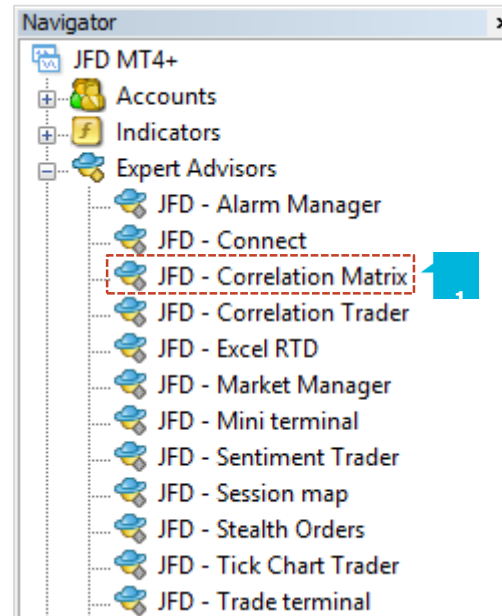 Navigator
JFD MT4+
Accounts
Indicators
Expert Advisors
JFD - Alarm Manager
JFD - Connect
JFD - Correlation Matrix
1
JFD - Correlation Trader
JFD - Excel RTD
JFD - Market Manager
JFD - Mini terminal
JFD - Sentiment Trader
JFD - Session map
JFD - Stealth Orders
JFD - Tick Chart Trader
JFD - Trade terminal